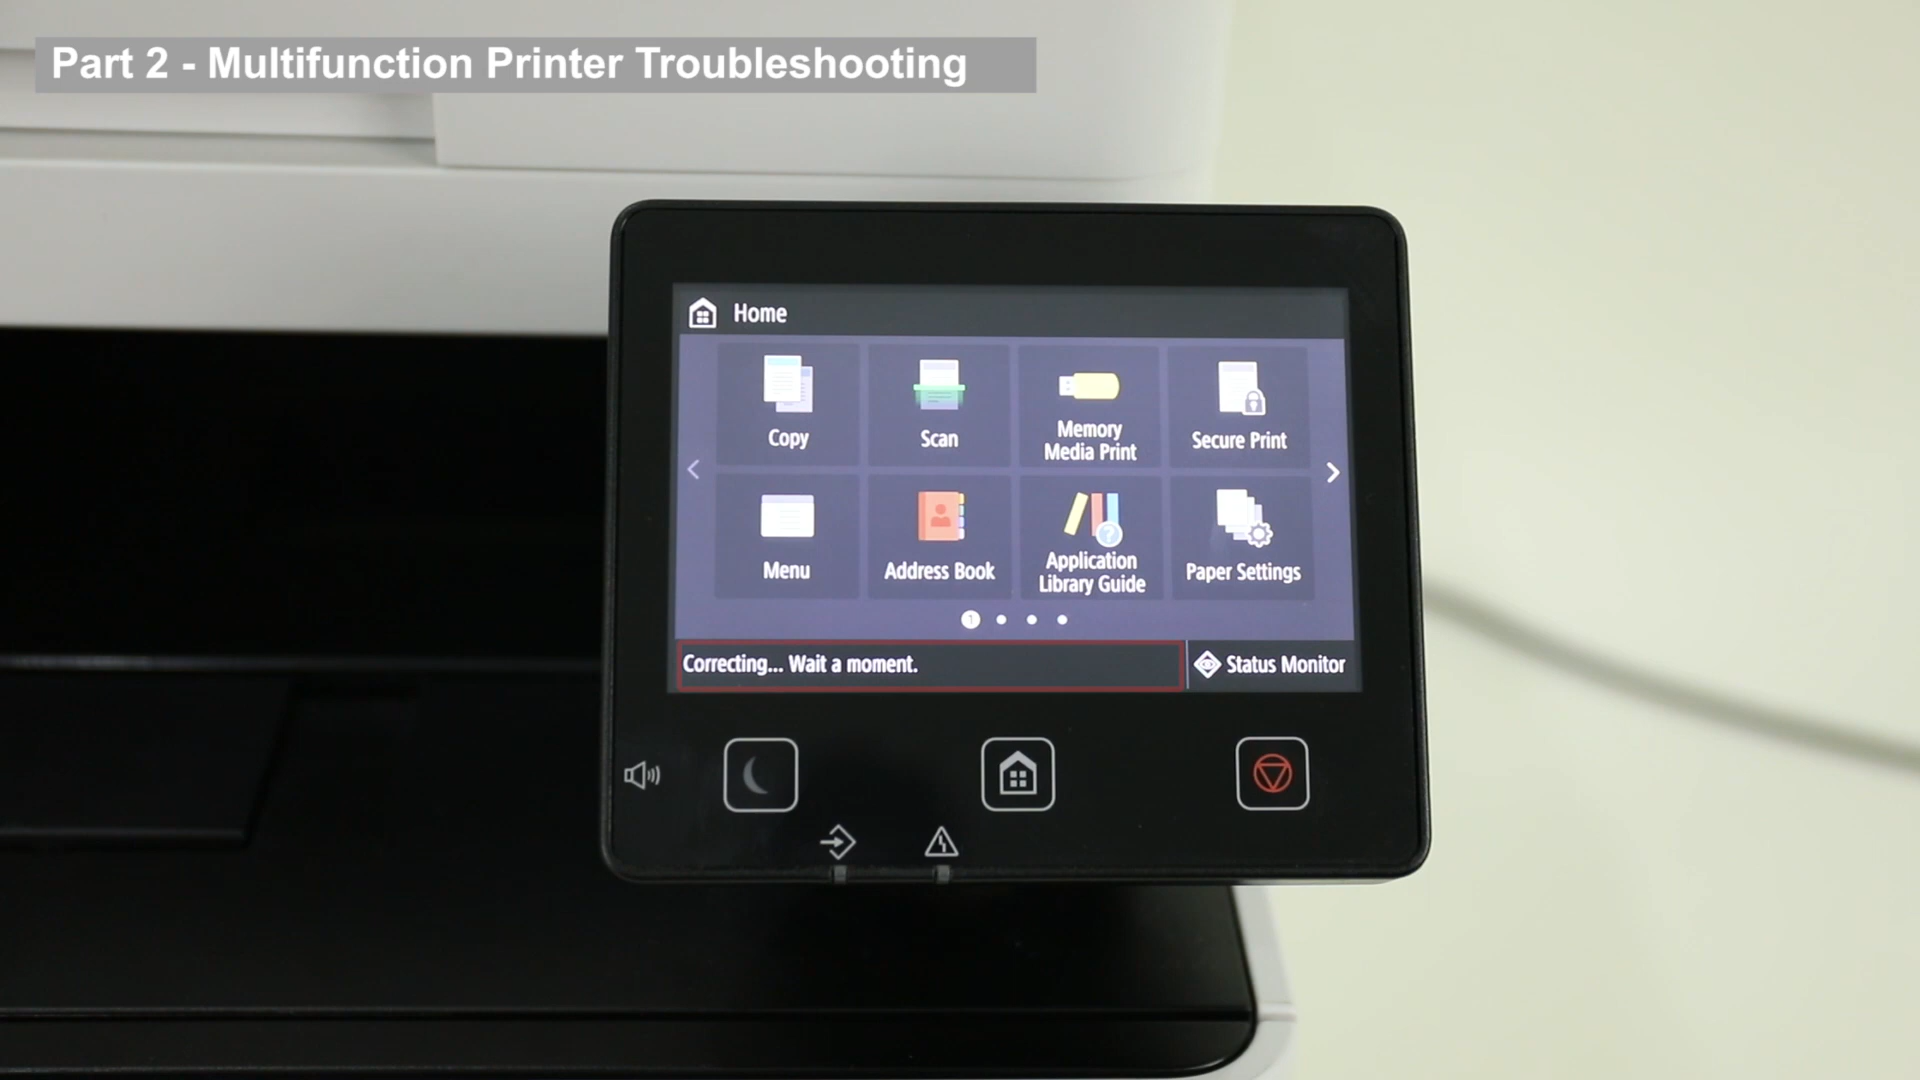 Part 2 - Multifunction Printer Troubleshooting
Home
Copy
Scan
Memory
Media Print
Secure Print
Menu
Address Book
Application
Library Guide
Paper Settings
1
Correcting... Wait a moment.
Status Monitor